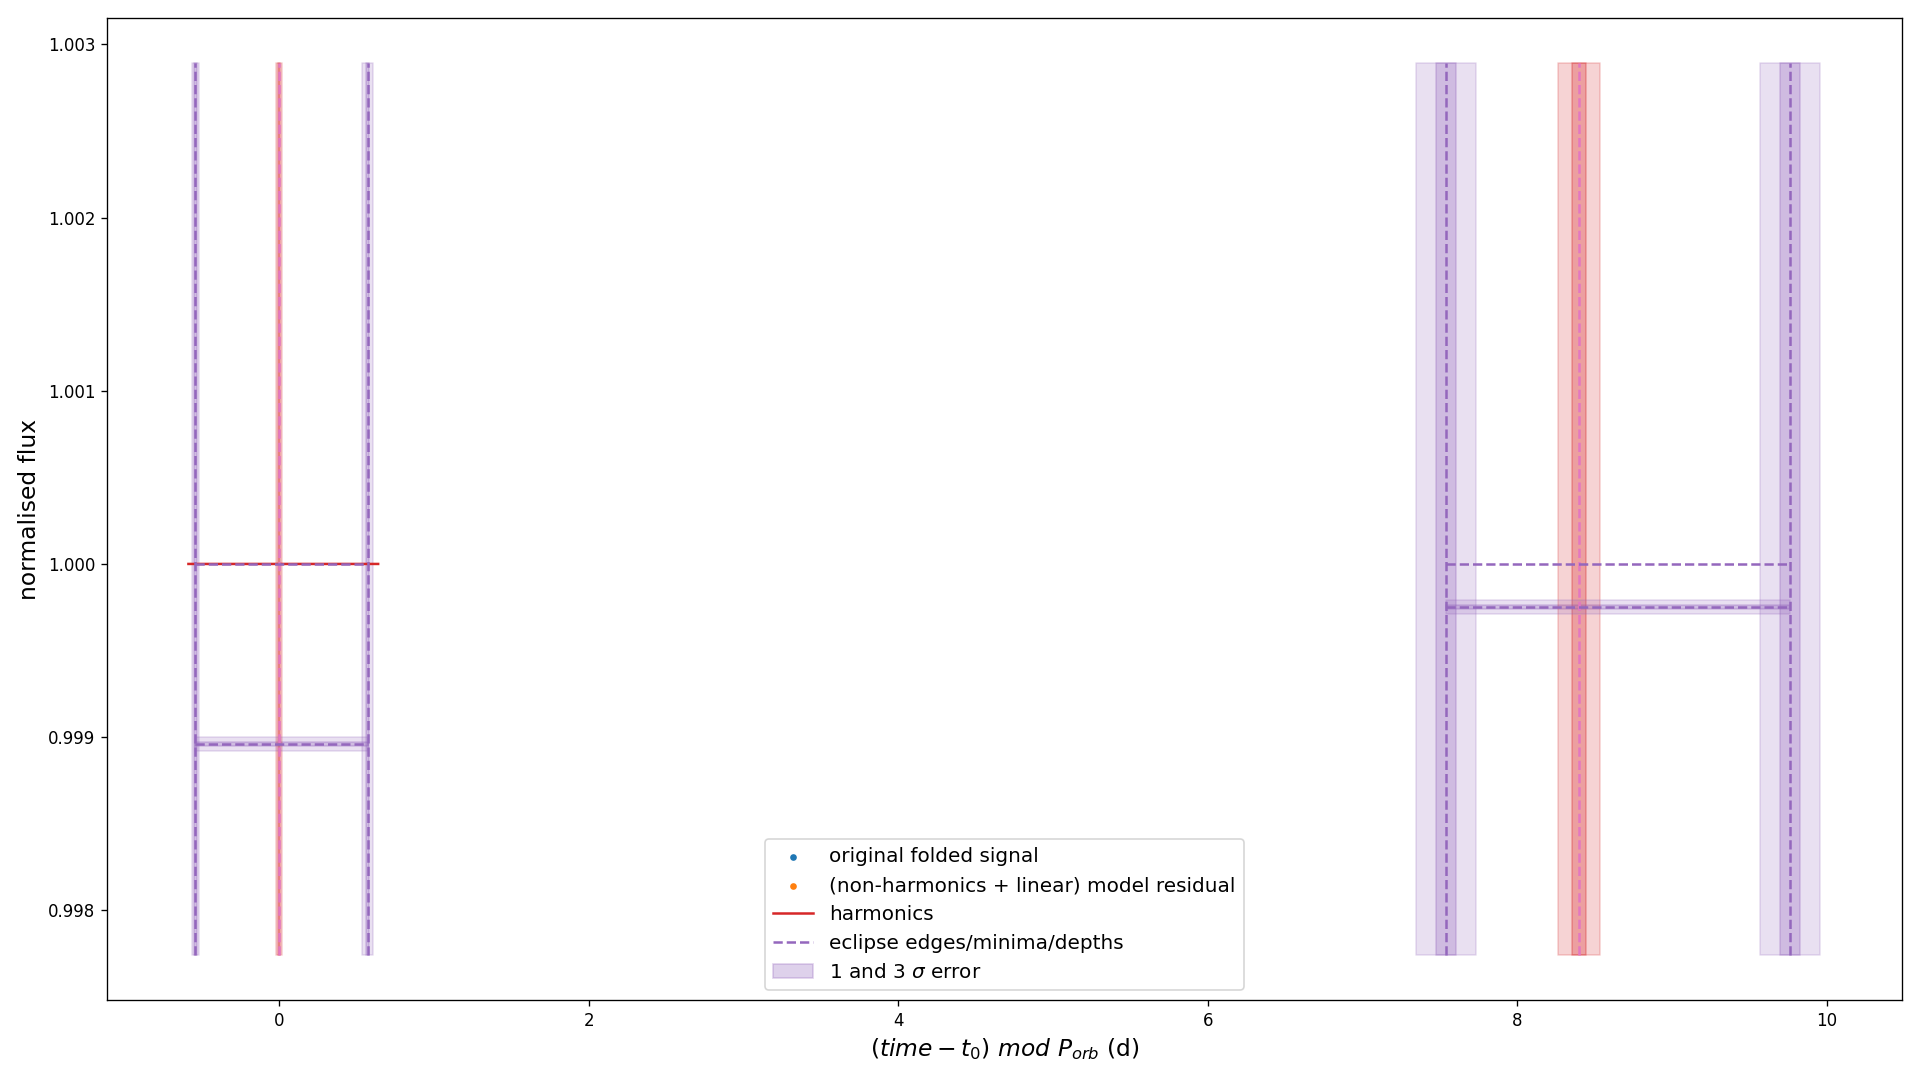 1.003
1.002
1.001
1.000
0.999
0.998
normalised flux
original folded signal
(non-harmonics + linear) model residual
harmonics
eclipse edges/minima/depths
1 and 3 σ error
0 2 4 6 8 10
(time − t₀) mod Pₒᵣb (d)